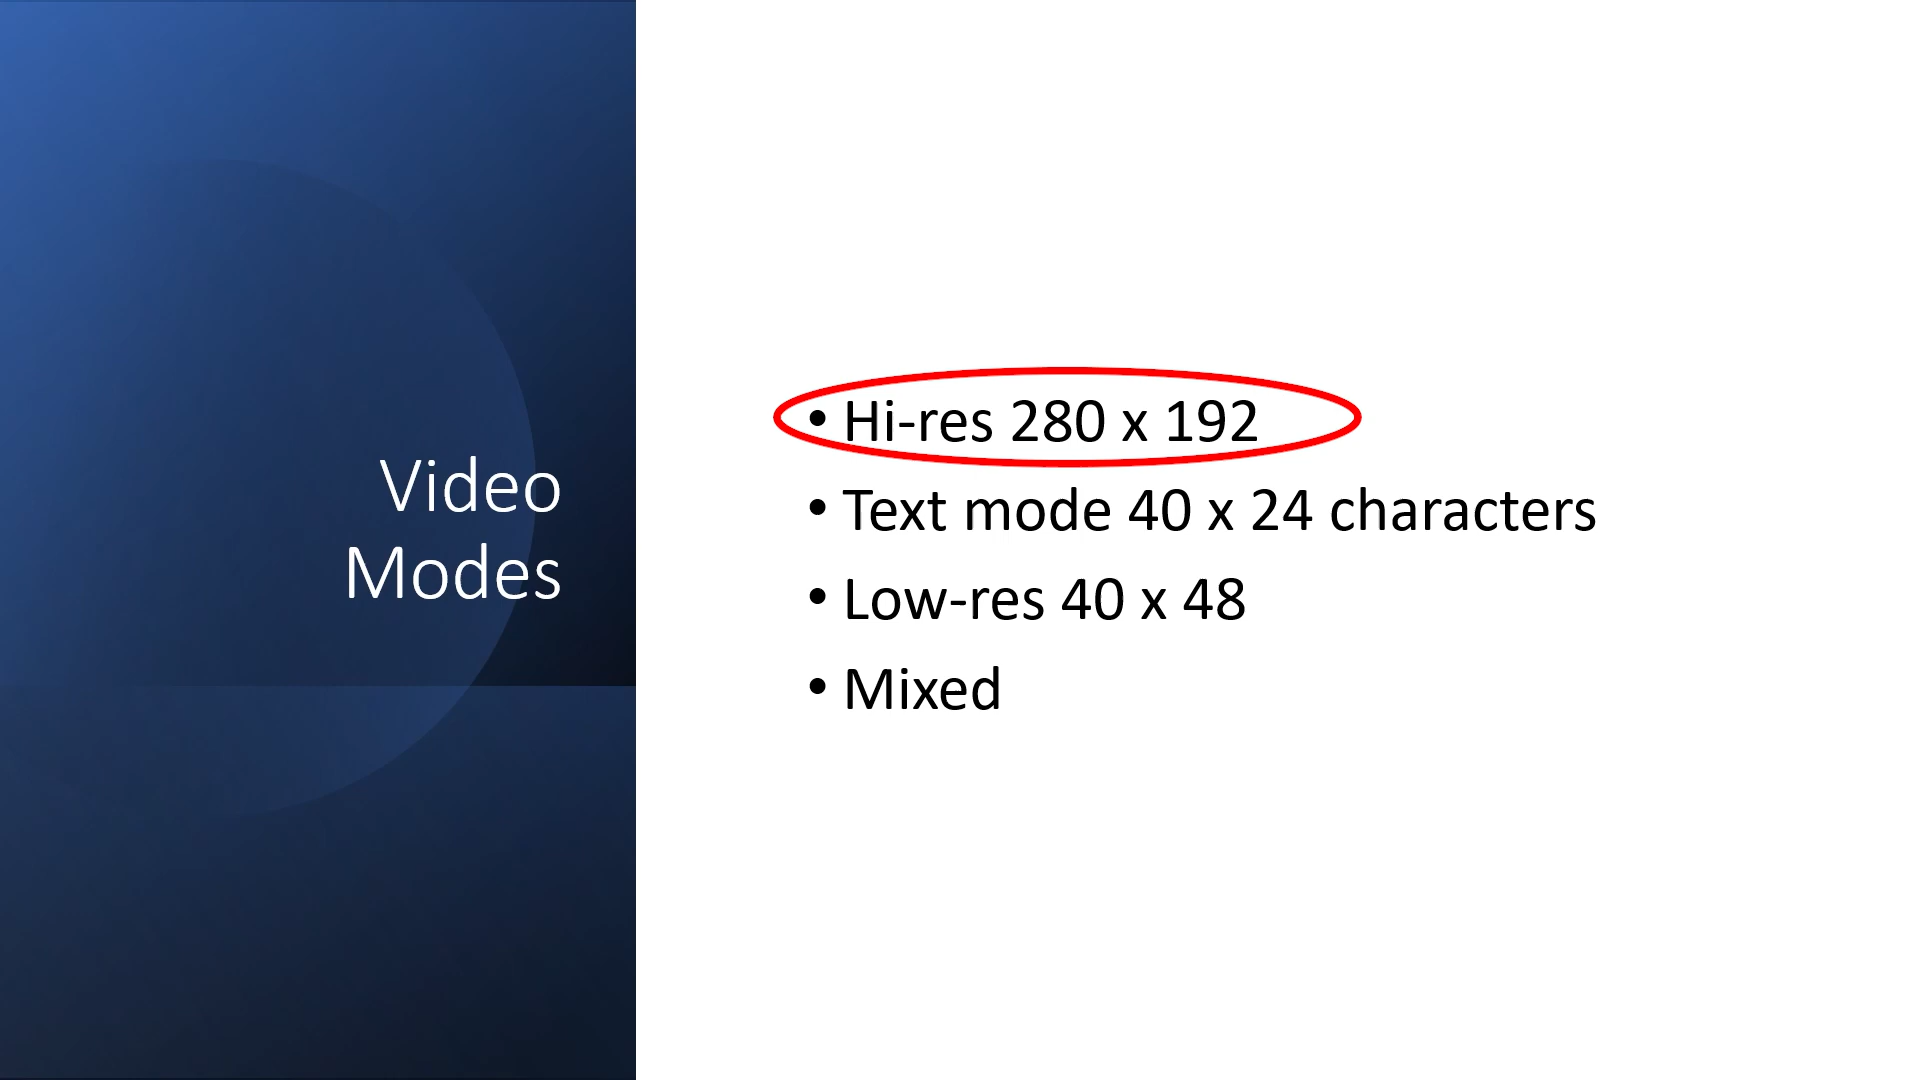 Video
Modes
• Hi-res 280 x 192
• Text mode 40 x 24 characters
• Low-res 40 x 48
• Mixed